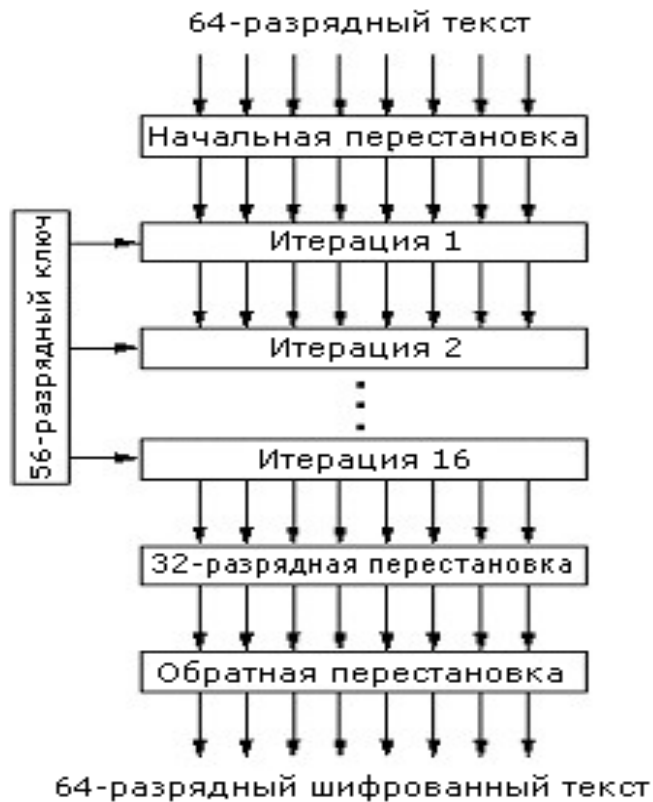 64-разрядный текст
Начальная перестановка
56-разрядный ключ
Итерация 1
Итерация 2
Итерация 16
32-разрядная перестановка
Обратная перестановка
64-разрядный шифрованный текст